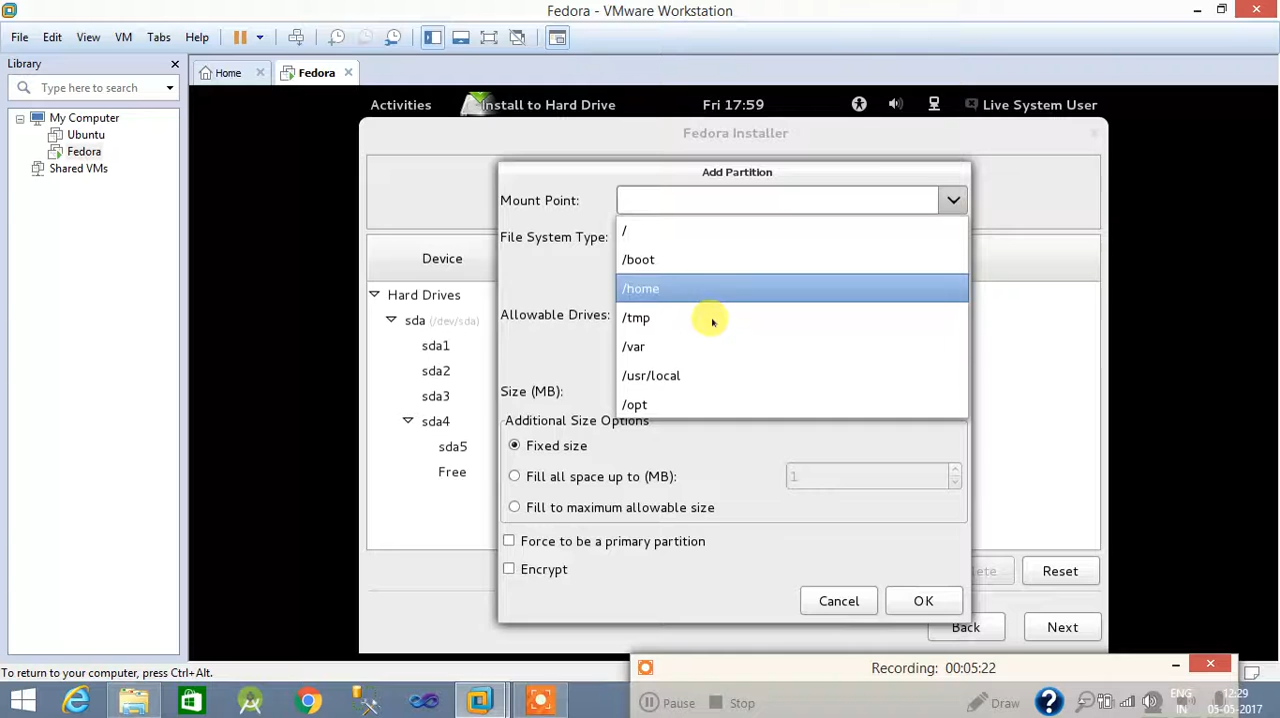 Fedora - VMware Workstation
File Edit View VM Tabs Help
Library
Type here to search
My Computer
Ubuntu
Fedora
Shared VMs
Home
Fedora
Activities
Install to Hard Drive
Fri 17:59
Live System User
Fedora Installer
Add Partition
Mount Point:
/
File System Type:
/boot
/home
Allowable Drives:
/tmp
/var
/usr/local
Size (MB):
/opt
Additional Size Options
Fixed size
Fill all space up to (MB):
1
Fill to maximum allowable size
Force to be a primary partition
Encrypt
Cancel
OK
Device
Hard Drives
sda (/dev/sda)
sda1
sda2
sda3
sda4
sda5
Free
Reset
Back
Next
To return to your computer, press Ctrl+Alt.
Recording: 00:05:22
Pause
Stop
Draw
ENG
IN
12:29
05-05-2017